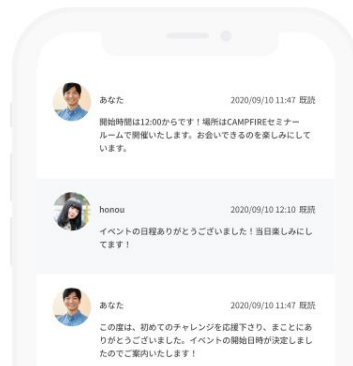 あなた 2020/09/10 11:47 既読
開始時間は12:00からです！場所はCAMPFIREセミナー
ルームで開催いたします。お会いできるのを楽しみにして
います。
honou 2020/09/10 12:10 既読
イベントの日程ありがとうございました！当日楽しみにし
てます！
あなた 2020/09/10 11:47 既読
この度は、初めてのチャレンジを応援下さり、まことにあ
りがとうございました。イベントの開始日時が決定しまし
たのでご案内いたします！